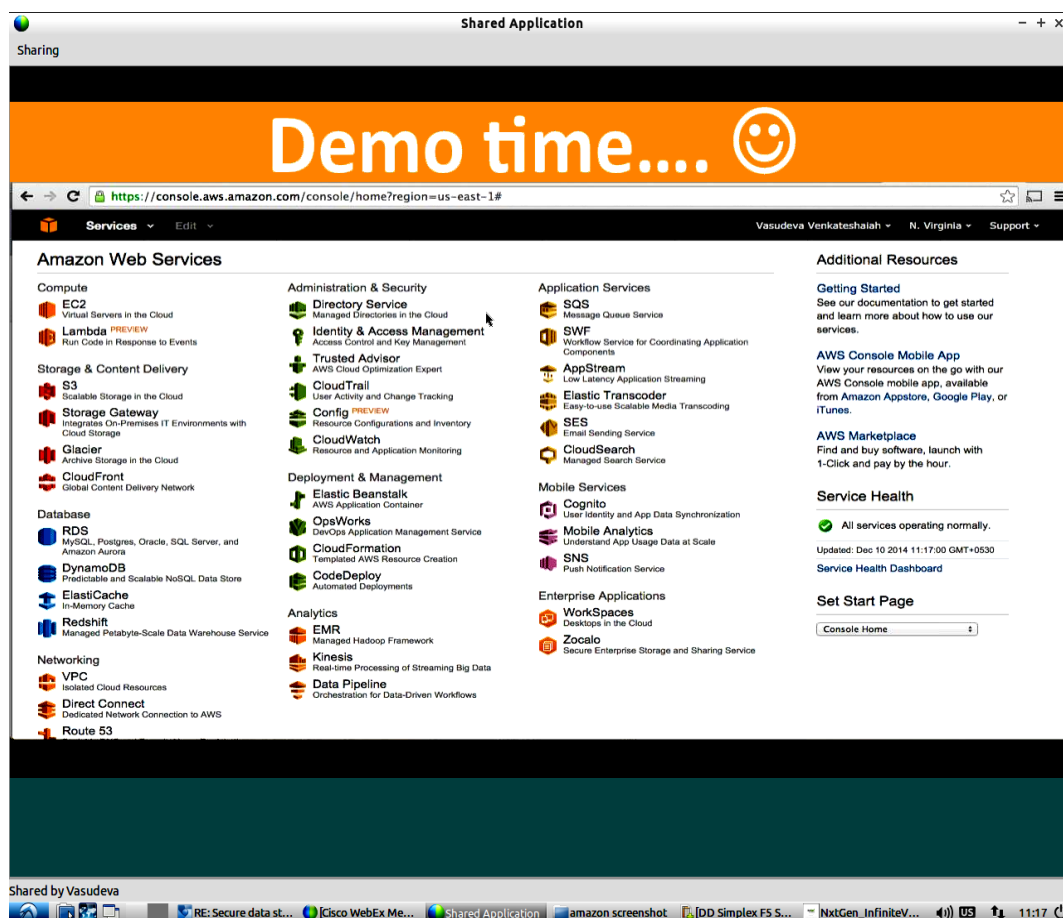 Shared Application
Sharing
Demo time....
https://console.aws.amazon.com/console/home?region=us-east-1#
Services Edit Vasudeva Venkateshaiah N. Virginia Support
Amazon Web Services
Compute
EC2
Virtual Servers in the Cloud
Lambda PREVIEW
Run Code in Response to Events
Storage & Content Delivery
S3
Scalable Storage in the Cloud
Storage Gateway
Integrates On-Premises IT Environments with
Cloud Storage
Glacier
Archive Storage in the Cloud
CloudFront
Global Content Delivery Network
Database
RDS
MySQL, Postgres, Oracle, SQL Server, and
Amazon Aurora
DynamoDB
Predictable and Scalable NoSQL Data Store
ElastiCache
In-Memory Cache
Redshift
Managed Petabyte-Scale Data Warehouse Service
Networking
VPC
Isolated Cloud Resources
Direct Connect
Dedicated Network Connection to AWS
Route 53
Administration & Security
Directory Service
Managed Directories in the Cloud
Identity & Access Management
Access Control and Key Management
Trusted Advisor
AWS Cloud Optimization Expert
CloudTrail
User Activity and Change Tracking
Config PREVIEW
Resource Configurations and Inventory
CloudWatch
Resource and Application Monitoring
Deployment & Management
Elastic Beanstalk
AWS Application Container
OpsWorks
DevOps Application Management Service
CloudFormation
Templated AWS Resource Creation
CodeDeploy
Automated Deployments
Analytics
EMR
Managed Hadoop Framework
Kinesis
Real-time Processing of Streaming Big Data
Data Pipeline
Orchestration for Data-Driven Workflows
Application Services
SQS
Message Queue Service
SWF
Workflow Service for Coordinating Application
Components
AppStream
Low Latency Application Streaming
Elastic Transcoder
Easy-to-use Scalable Media Transcoding
SES
Email Sending Service
CloudSearch
Managed Search Service
Mobile Services
Cognito
User Identity and App Data Synchronization
Mobile Analytics
Understand App Usage Data at Scale
SNS
Push Notification Service
Enterprise Applications
WorkSpaces
Desktops in the Cloud
Zocalo
Secure Enterprise Storage and Sharing Service
Additional Resources
Getting Started
See our documentation to get started
and learn more about how to use our
services.
AWS Console Mobile App
View your resources on the go with our
AWS Console mobile app, available
from Amazon Appstore, Google Play, or
iTunes.
AWS Marketplace
Find and buy software, launch with
1-Click and pay by the hour.
Service Health
All services operating normally.
Updated: Dec 10 2014 11:17:00 GMT+0530
Service Health Dashboard
Set Start Page
Console Home
Shared by Vasudeva
RE: Secure data st... [Cisco WebEx Me... Shared Application amazon screenshot [DD Simplex F5 S... NxtGen_InfiniteV... US 11:17